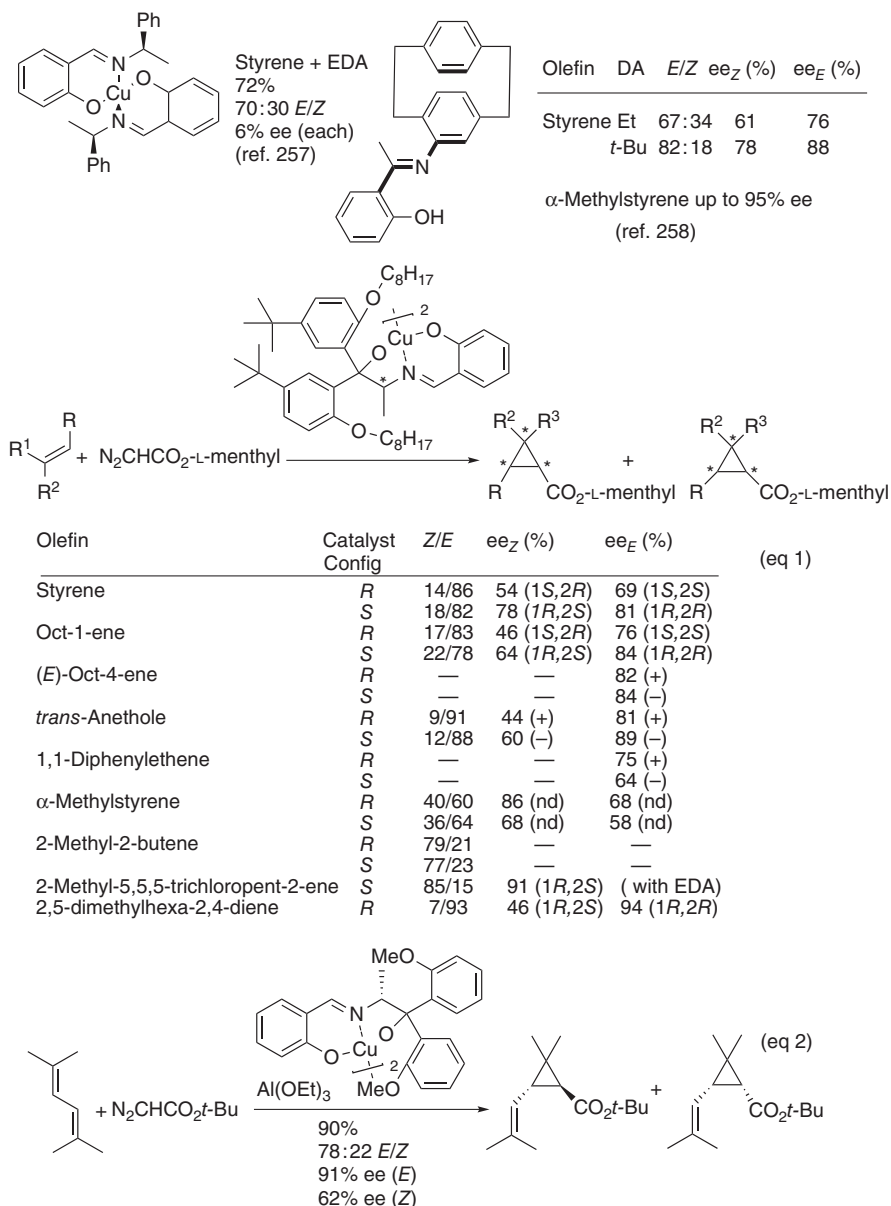 Ph
N
O
Cu
O
N
Ph
Styrene + EDA
72%
70:30 E/Z
6% ee (each)
(ref. 257)
N
OH
Olefin DA E/Z eeZ (%) eeE (%)
Styrene Et 67:34 61 76
t-Bu 82:18 78 88
α-Methylstyrene up to 95% ee
(ref. 258)
C8H17
O
2
Cu O
O
N
*
O
C8H17
R
R1
R2
+ N2CHCO2-L-menthyl
R2 R3
*
* *
R
CO2-L-menthyl
+
R2 R3
*
* *
R
CO2-L-menthyl
Olefin Catalyst Config Z/E eeZ (%) eeE (%)
(eq 1)
Styrene R 14/86 54 (1S,2R) 69 (1S,2S)
S 18/82 78 (1R,2S) 81 (1R,2R)
Oct-1-ene R 17/83 46 (1S,2R) 76 (1S,2S)
S 22/78 64 (1R,2S) 84 (1R,2R)
(E)-Oct-4-ene R — — 82 (+)
S — — 84 (–)
trans-Anethole R 9/91 44 (+) 81 (+)
S 12/88 60 (–) 89 (–)
1,1-Diphenylethene R — — 75 (+)
S — — 64 (–)
α-Methylstyrene R 40/60 86 (nd) 68 (nd)
S 36/64 68 (nd) 58 (nd)
2-Methyl-2-butene R 79/21 — —
S 77/23 — —
2-Methyl-5,5,5-trichloropent-2-ene S 85/15 91 (1R,2S) ( with EDA)
2,5-dimethylhexa-2,4-diene R 7/93 46 (1R,2S) 94 (1R,2R)
MeO
N
O
O
Cu
2
MeO
+ N2CHCO2t-Bu
Al(OEt)3
90%
78:22 E/Z
91% ee (E)
62% ee (Z)
CO2t-Bu
+
CO2t-Bu
(eq 2)